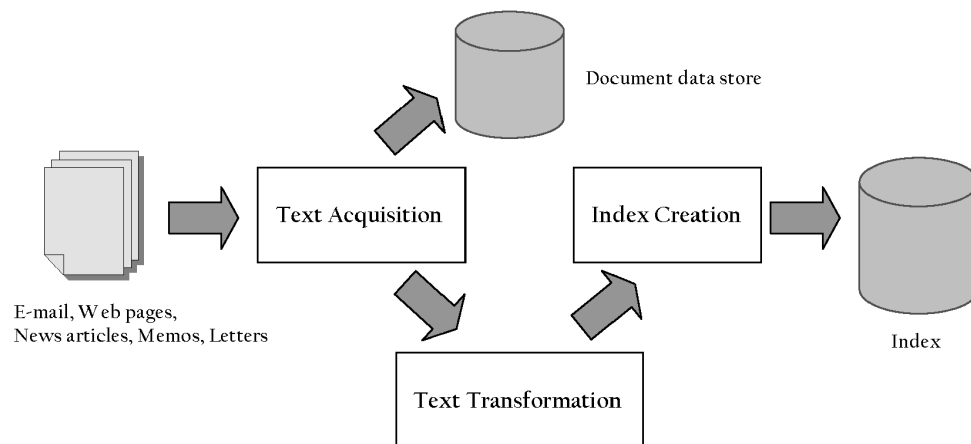 Document data store
Text Acquisition
Index Creation
E-mail, Web pages,
News articles, Memos, Letters
Index
Text Transformation